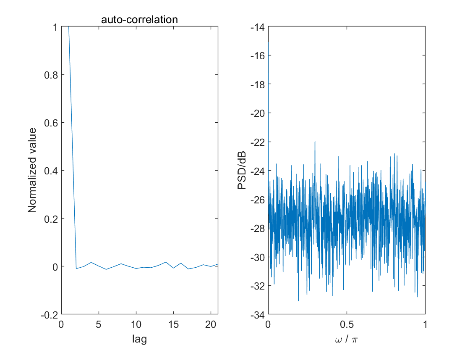 auto-correlation
1
0.8
0.6
0.4
0.2
0
-0.2
Normalized value
0 5 10 15 20
lag
-14
-16
-18
-20
-22
-24
-26
-28
-30
-32
-34
PSD/dB
0 0.5 1
ω / π